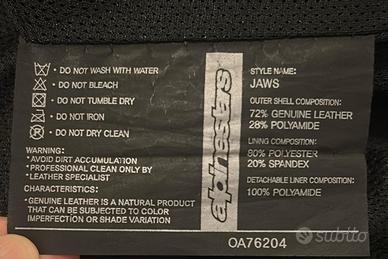 • DO NOT WASH WITH WATER
• DO NOT BLEACH
• DO NOT TUMBLE DRY
• DO NOT IRON
• DO NOT DRY CLEAN
WARNING:
• AVOID DIRT ACCUMULATION
• PROFESSIONAL CLEAN ONLY BY
• LEATHER SPECIALIST
CHARACTERISTICS:
• GENUINE LEATHER IS A NATURAL PRODUCT
THAT CAN BE SUBJECTED TO COLOR
IMPERFECTION OR SHADE VARIATION
alpinestars
STYLE NAME:
JAWS
OUTER SHELL COMPOSITION:
72% GENUINE LEATHER
28% POLYAMIDE
LINING COMPOSITION:
80% POLYESTER
20% SPANDEX
DETACHABLE LINER COMPOSITION:
100% POLYAMIDE
OA76204
subito